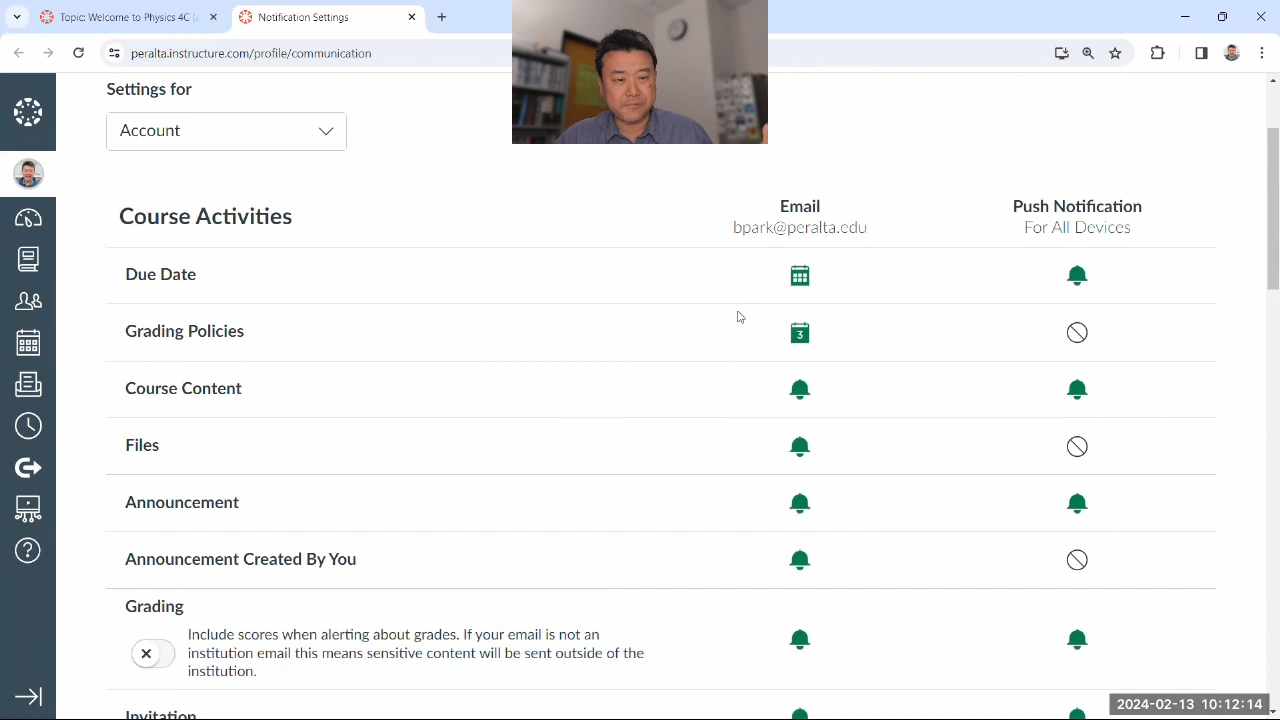 Topic: Welcome to Physics 4C (
Notification Settings
peralta.instructure.com/profile/communication
Settings for
Account
Course Activities
Email
bpark@peralta.edu
Push Notification
For All Devices
Due Date
Grading Policies
3
Course Content
Files
Announcement
Announcement Created By You
Grading
Include scores when alerting about grades. If your email is not an
institution email this means sensitive content will be sent outside of the
institution.
Invitation
2024-02-13 10:12:14